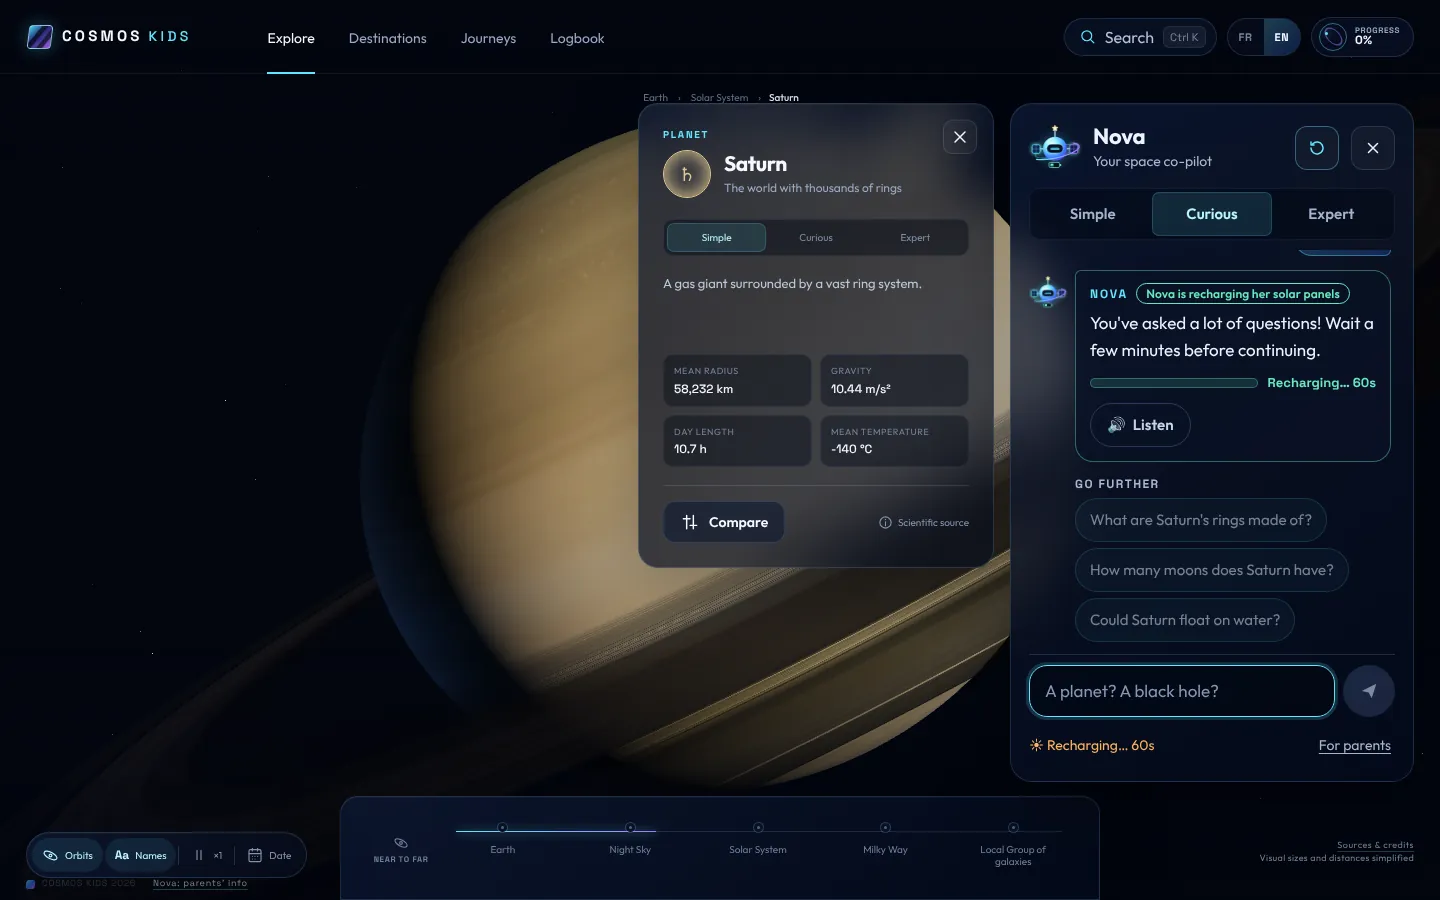 COSMOS KIDS
Explore
Destinations
Journeys
Logbook
Search Ctrl K
FR EN
PROGRESS
0%
Earth › Solar System › Saturn
PLANET
♄
Saturn
The world with thousands of rings
Simple Curious Expert
A gas giant surrounded by a vast ring system.
MEAN RADIUS
58,232 km
GRAVITY
10.44 m/s²
DAY LENGTH
10.7 h
MEAN TEMPERATURE
-140 °C
Compare
Scientific source
Nova
Your space co-pilot
Simple Curious Expert
NOVA Nova is recharging her solar panels
You've asked a lot of questions! Wait a
few minutes before continuing.
Recharging... 60s
Listen
GO FURTHER
What are Saturn's rings made of?
How many moons does Saturn have?
Could Saturn float on water?
A planet? A black hole?
Recharging... 60s
For parents
Orbits
Aa Names
x1
Date
COSMOS KIDS 2026 Nova: parents' info
NEAR TO FAR
Earth
Night Sky
Solar System
Milky Way
Local Group of
galaxies
Sources & credits
Visual sizes and distances simplified